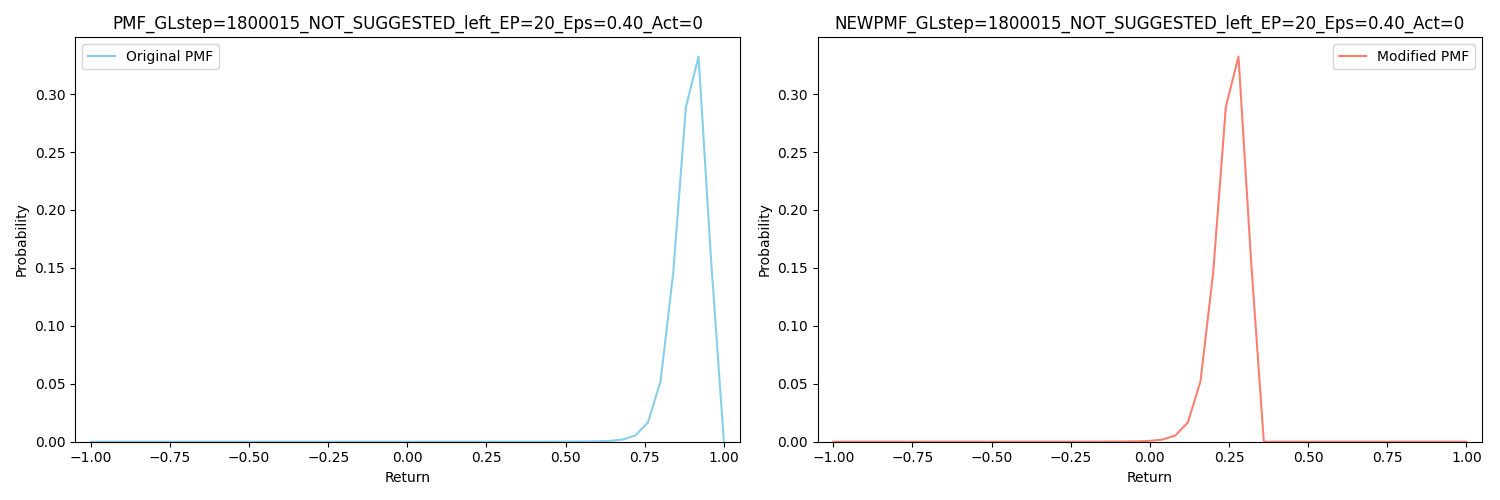 PMF_GLstep=1800015_NOT_SUGGESTED_left_EP=20_Eps=0.40_Act=0
Original PMF
Probability
0.30
0.25
0.20
0.15
0.10
0.05
0.00
−1.00 −0.75 −0.50 −0.25 0.00 0.25 0.50 0.75 1.00
Return
NEWPMF_GLstep=1800015_NOT_SUGGESTED_left_EP=20_Eps=0.40_Act=0
Modified PMF
Probability
0.30
0.25
0.20
0.15
0.10
0.05
0.00
−1.00 −0.75 −0.50 −0.25 0.00 0.25 0.50 0.75 1.00
Return